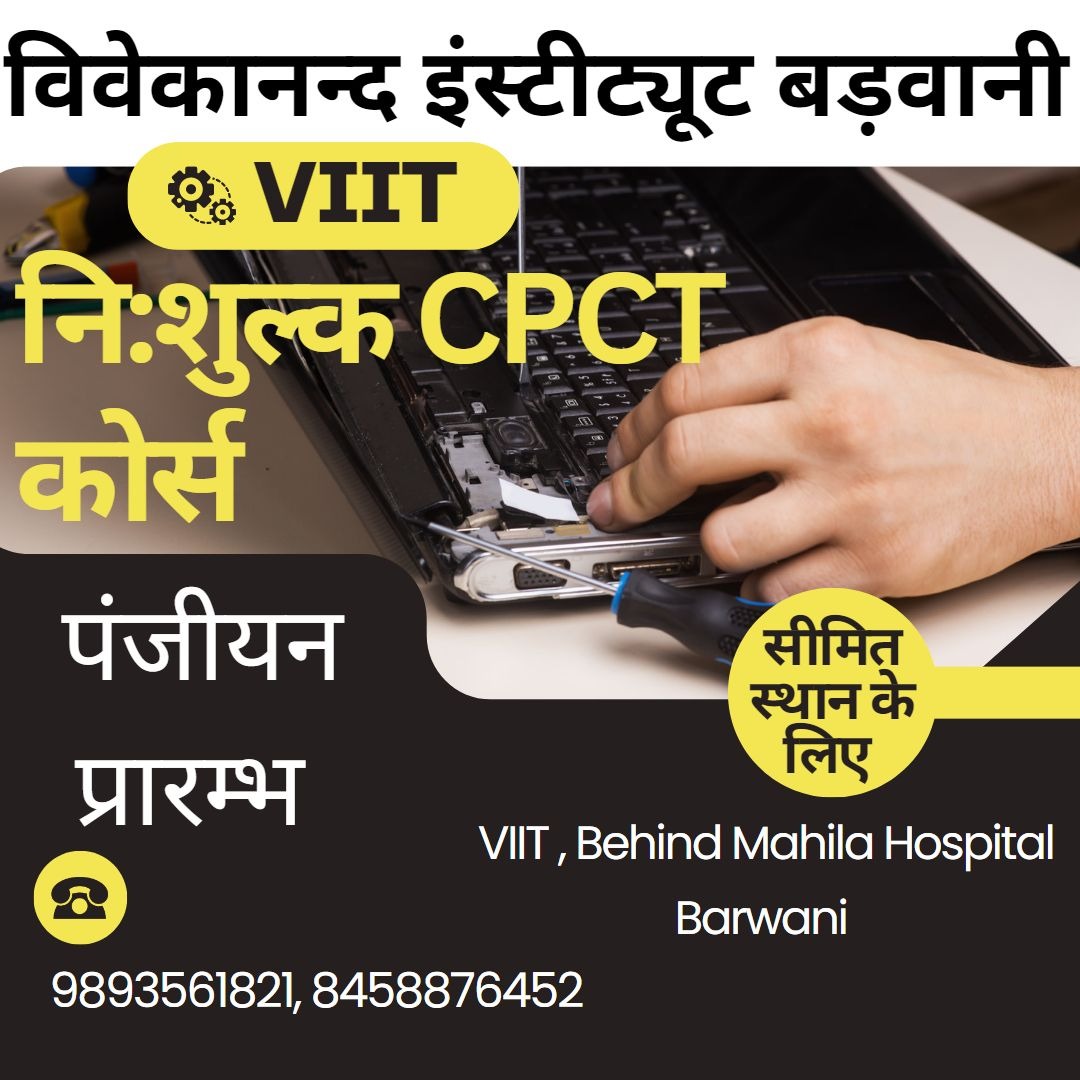 विवेकानन्द इंस्टीट्यूट बड़वानी
VIIT
नि:शुल्क CPCT
कोर्स
पंजीयन
प्रारम्भ
सीमित
स्थान के
लिए
VIIT , Behind Mahila Hospital
Barwani
9893561821, 8458876452